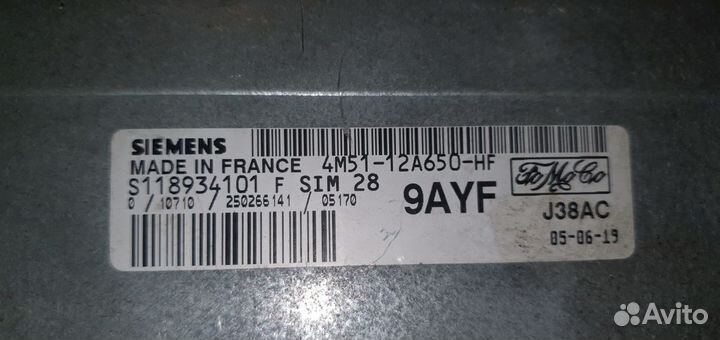 SIEMENS
MADE IN FRANCE 4M51-12A650-HF
S118934101 F SIM 28
0 / 10710 / 250266141 / 05170
9AYF
FoMoCo
J38AC
05-06-19
Avito